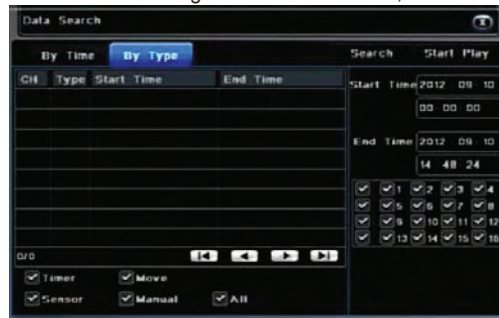 Data Search
By Time By Type
CH Type Start Time End Time
0/0
Timer Move
Sensor Manual All
Search Start Play
Start Time 2012 09 10
00 00 00
End Time 2012 09 10
14 48 24
1 2 3 4
5 6 7 8
9 10 11 12
13 14 15 16